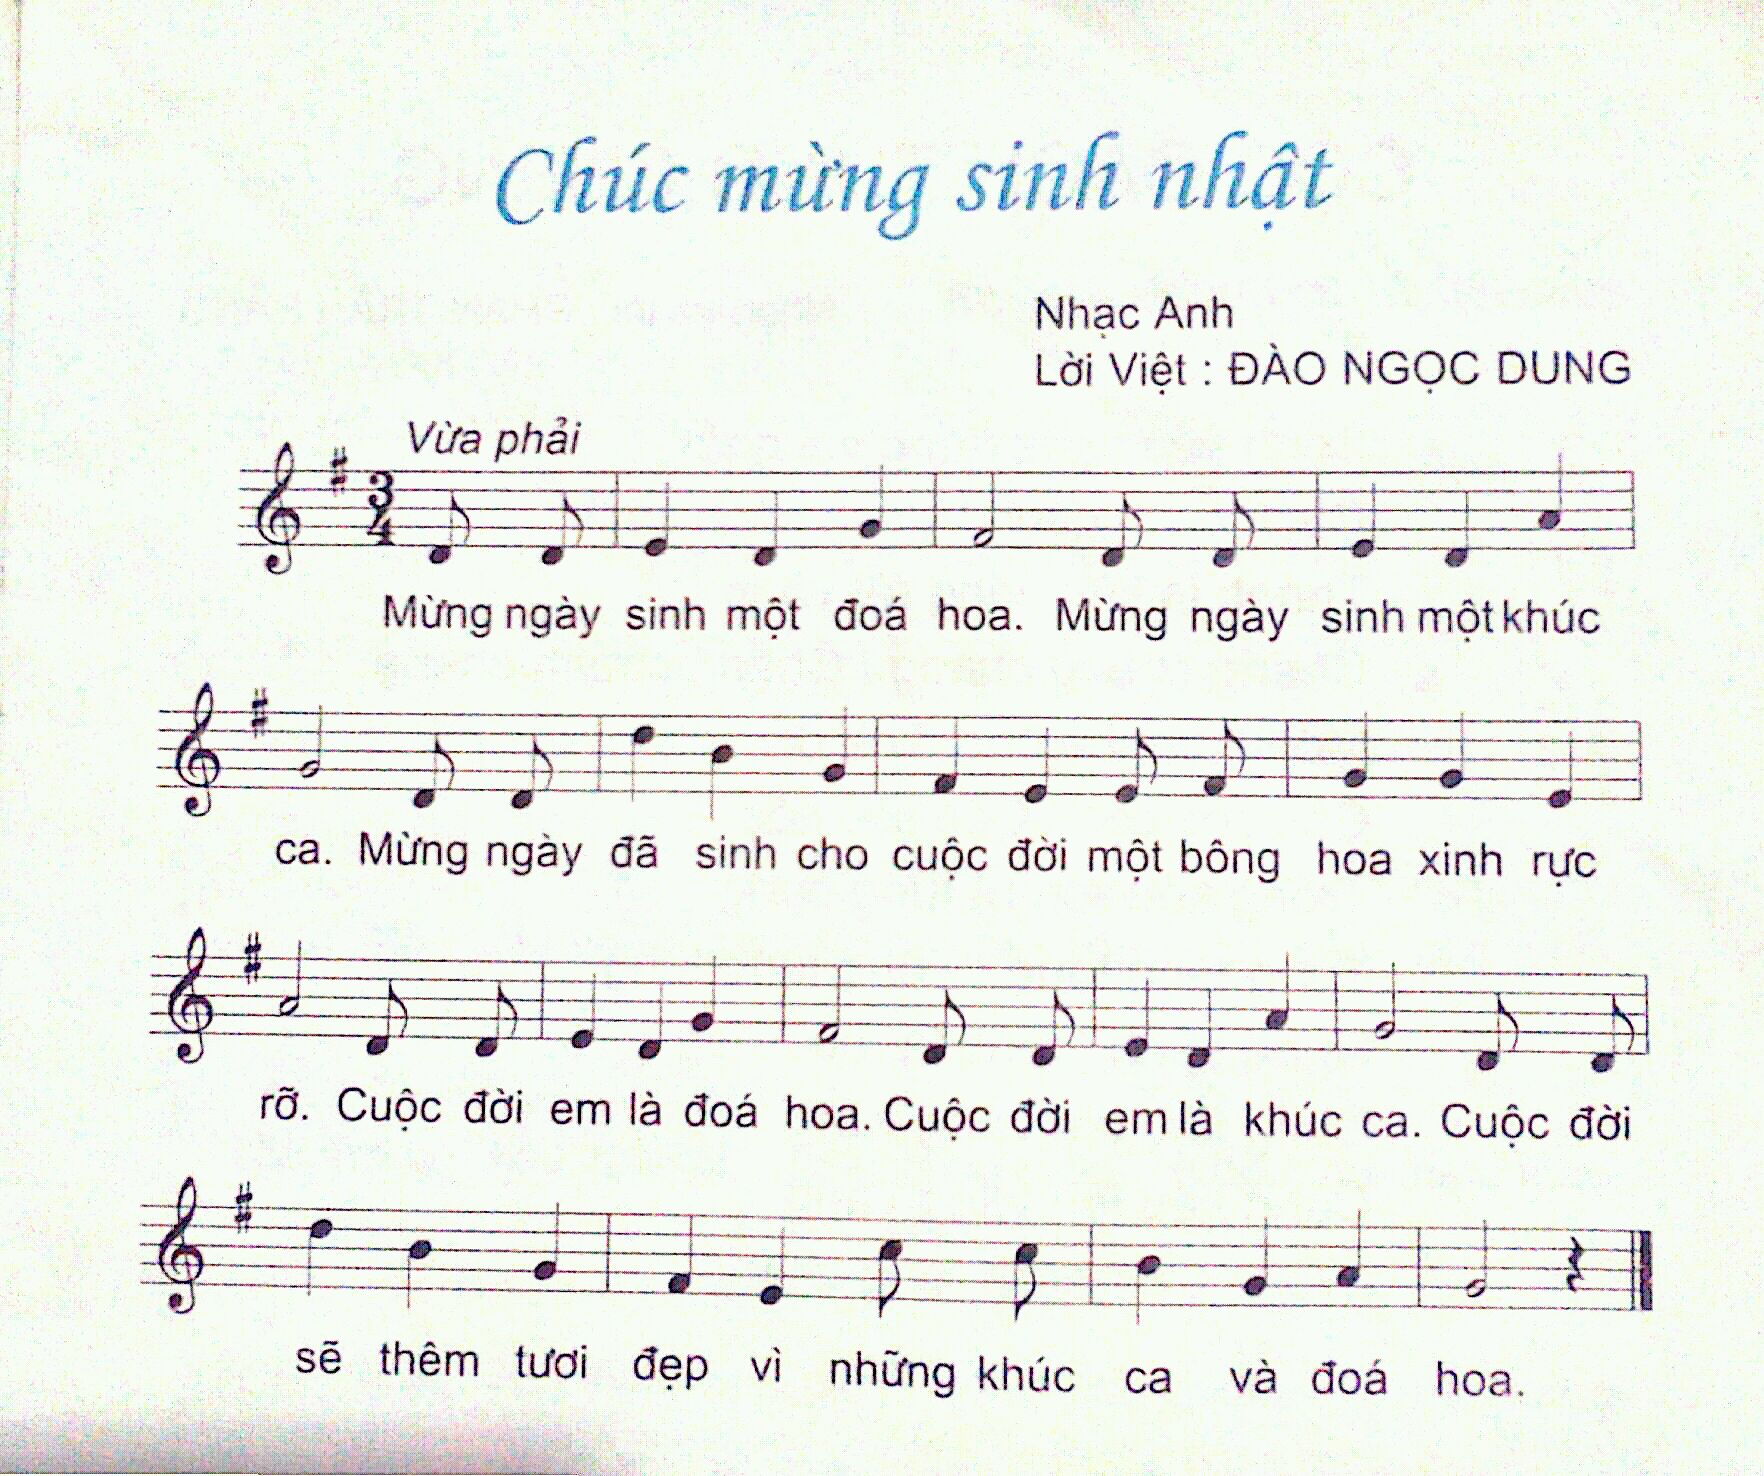 Chúc mừng sinh nhật
Nhạc Anh
Lời Việt : ĐÀO NGỌC DUNG
Vừa phải
3
4
Mừng ngày sinh một đoá hoa. Mừng ngày sinh một khúc
ca. Mừng ngày đã sinh cho cuộc đời một bông hoa xinh rực
rỡ. Cuộc đời em là đoá hoa. Cuộc đời em là khúc ca. Cuộc đời
sẽ thêm tươi đẹp vì những khúc ca và đoá hoa.